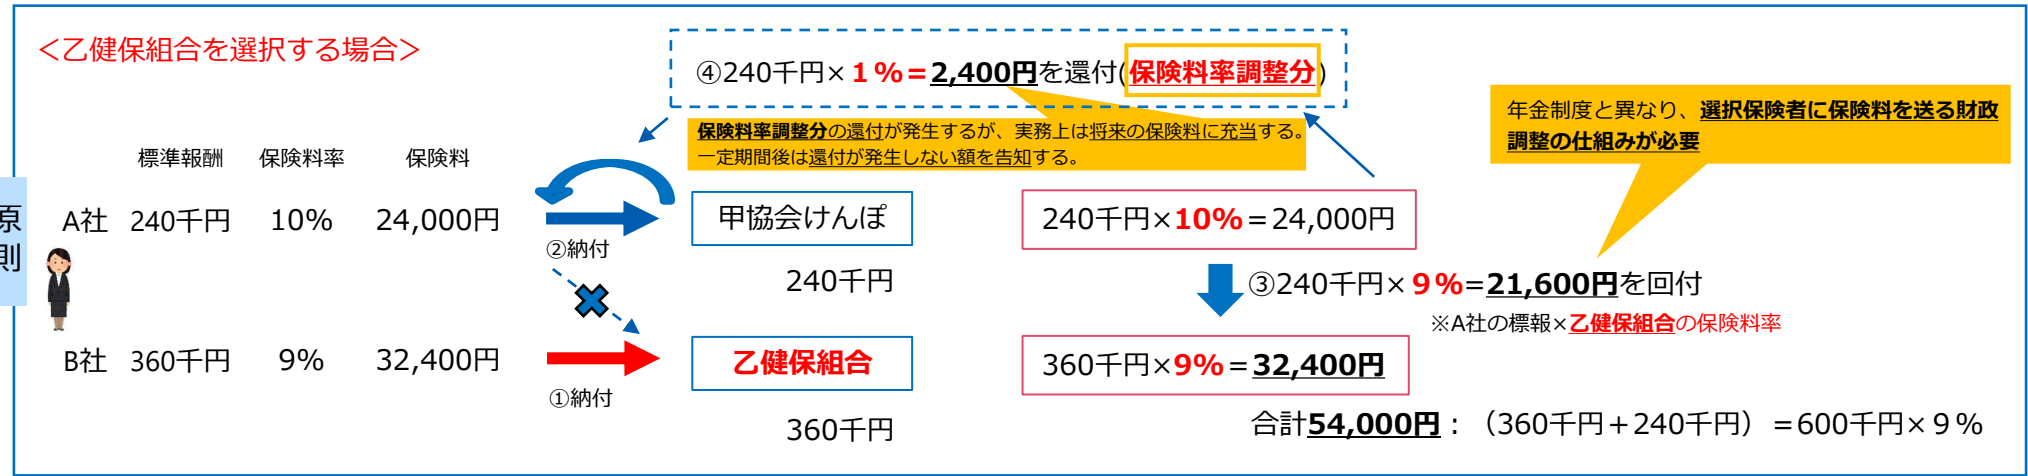 ＜乙健保組合を選択する場合＞
④240千円×１％＝2,400円を還付(保険料率調整分)
保険料率調整分の還付が発生するが、実務上は将来の保険料に充当する。
一定期間後は還付が発生しない額を告知する。
年金制度と異なり、選択保険者に保険料を送る財政
調整の仕組みが必要
標準報酬 保険料率 保険料
原則
A社 240千円 10% 24,000円
②納付
甲協会けんぽ
240千円
240千円×10%＝24,000円
③240千円×９％=21,600円を回付
※A社の標報×乙健保組合の保険料率
B社 360千円 9% 32,400円
①納付
乙健保組合
360千円
360千円×9%＝32,400円
合計54,000円：（360千円＋240千円）＝600千円×９％